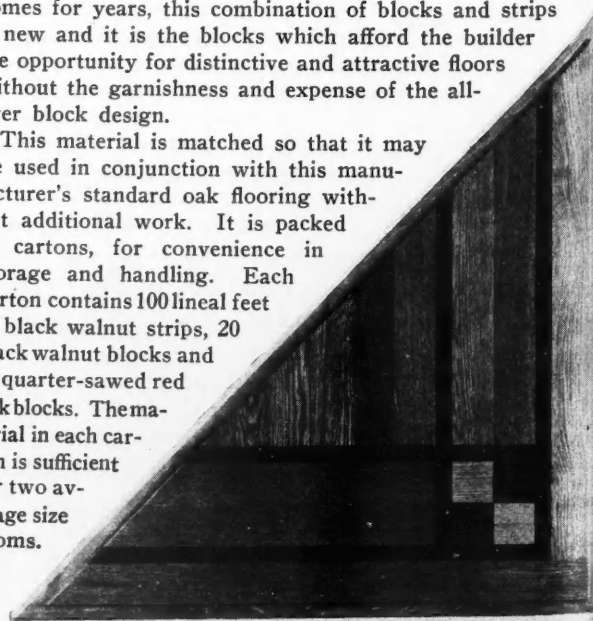 omes for years, this combination of blocks and strips
new and it is the blocks which afford the builder
e opportunity for distinctive and attractive floors
ithout the garnishness and expense of the all-
er block design.
This material is matched so that it may
e used in conjunction with this manu-
cturer's standard oak flooring with-
t additional work. It is packed
cartons, for convenience in
orage and handling. Each
rton contains 100 lineal feet
black walnut strips, 20
ack walnut blocks and
quarter-sawed red
k blocks. The ma-
rial in each car-
n is sufficient
r two av-
age size
oms.